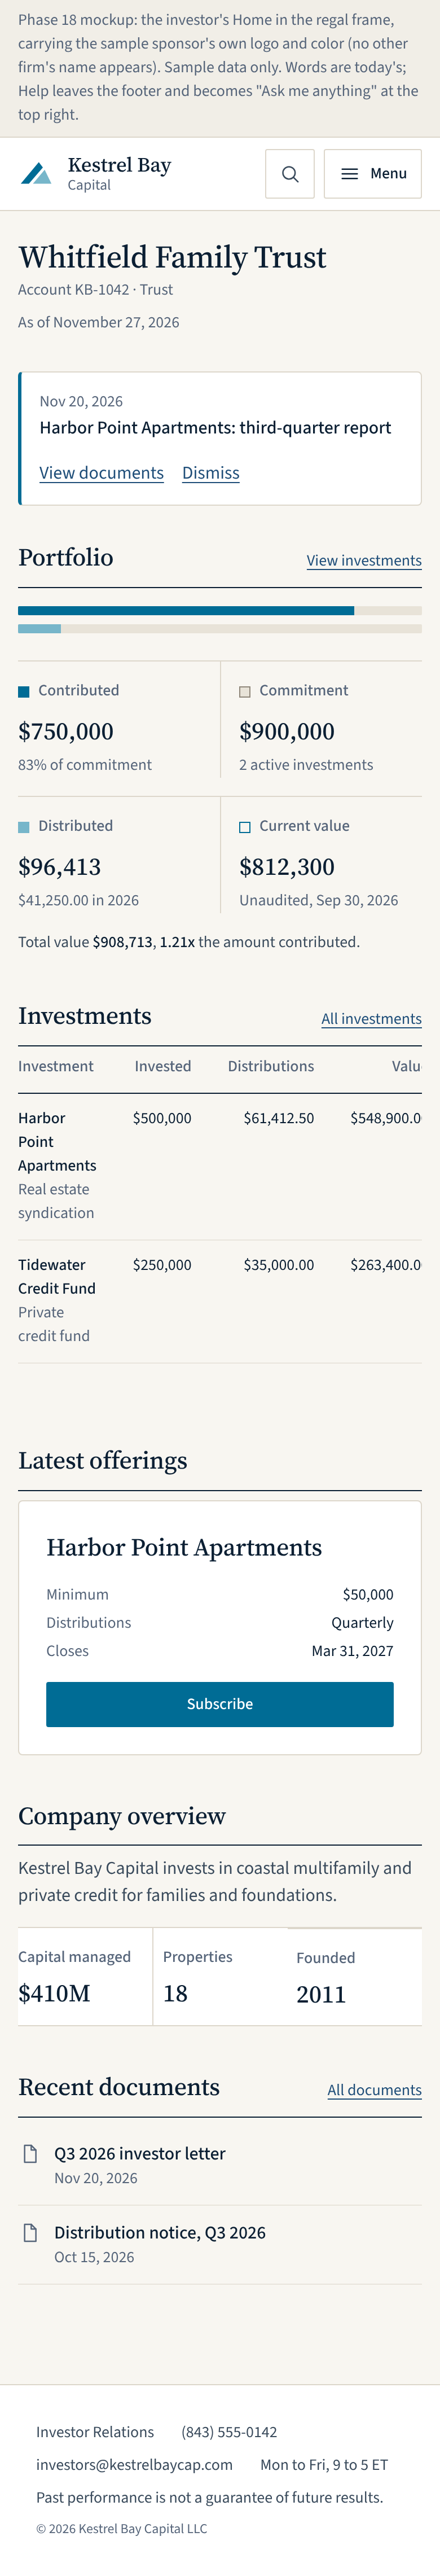 Phase 18 mockup: the investor's Home in the regal frame,
carrying the sample sponsor's own logo and color (no other
firm's name appears). Sample data only. Words are today's;
Help leaves the footer and becomes "Ask me anything" at the
top right.
Kestrel Bay
Capital
Menu
Whitfield Family Trust
Account KB-1042 · Trust
As of November 27, 2026
Nov 20, 2026
Harbor Point Apartments: third-quarter report
View documents Dismiss
Portfolio View investments
Contributed Commitment
$750,000 $900,000
83% of commitment 2 active investments
Distributed Current value
$96,413 $812,300
$41,250.00 in 2026 Unaudited, Sep 30, 2026
Total value $908,713, 1.21x the amount contributed.
Investments All investments
Investment Invested Distributions Valu
Harbor $500,000 $61,412.50 $548,900.0
Point
Apartments
Real estate
syndication
Tidewater $250,000 $35,000.00 $263,400.0
Credit Fund
Private
credit fund
Latest offerings
Harbor Point Apartments
Minimum $50,000
Distributions Quarterly
Closes Mar 31, 2027
Subscribe
Company overview
Kestrel Bay Capital invests in coastal multifamily and
private credit for families and foundations.
Capital managed Properties Founded
$410M 18 2011
Recent documents All documents
Q3 2026 investor letter
Nov 20, 2026
Distribution notice, Q3 2026
Oct 15, 2026
Investor Relations (843) 555-0142
investors@kestrelbaycap.com Mon to Fri, 9 to 5 ET
Past performance is not a guarantee of future results.
© 2026 Kestrel Bay Capital LLC